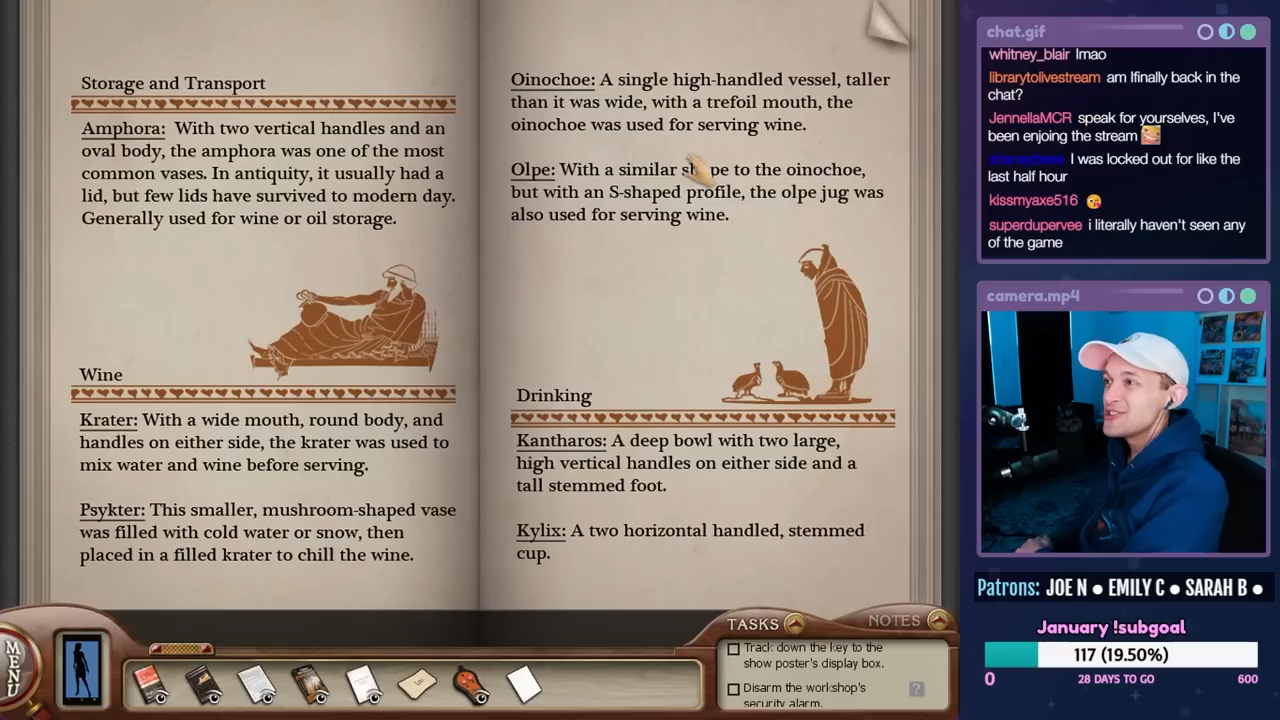 Storage and Transport
Amphora: With two vertical handles and an
oval body, the amphora was one of the most
common vases. In antiquity, it usually had a
lid, but few lids have survived to modern day.
Generally used for wine or oil storage.
Wine
Krater: With a wide mouth, round body, and
handles on either side, the krater was used to
mix water and wine before serving.
Psykter: This smaller, mushroom-shaped vase
was filled with cold water or snow, then
placed in a filled krater to chill the wine.
Oinochoe: A single high-handled vessel, taller
than it was wide, with a trefoil mouth, the
oinochoe was used for serving wine.
Olpe: With a similar shape to the oinochoe,
but with an S-shaped profile, the olpe jug was
also used for serving wine.
Drinking
Kantharos: A deep bowl with two large,
high vertical handles on either side and a
tall stemmed foot.
Kylix: A two horizontal handled, stemmed
cup.
MENU
TASKS
NOTES
Track down the key to the
show poster's display box.
Disarm the workshop's
security alarm.
?
chat.gif
whitney_blair lmao
librarytolivestream am Ifinally back in the
chat?
JennellaMCR speak for yourselves, I've
been enjoying the stream
I was locked out for like the
last half hour
kissmyaxe516
superdupervee i literally haven't seen any
of the game
camera.mp4
Patrons: JOE N ● EMILY C ● SARAH B ●
January !subgoal
117 (19.50%)
0 28 DAYS TO GO 600